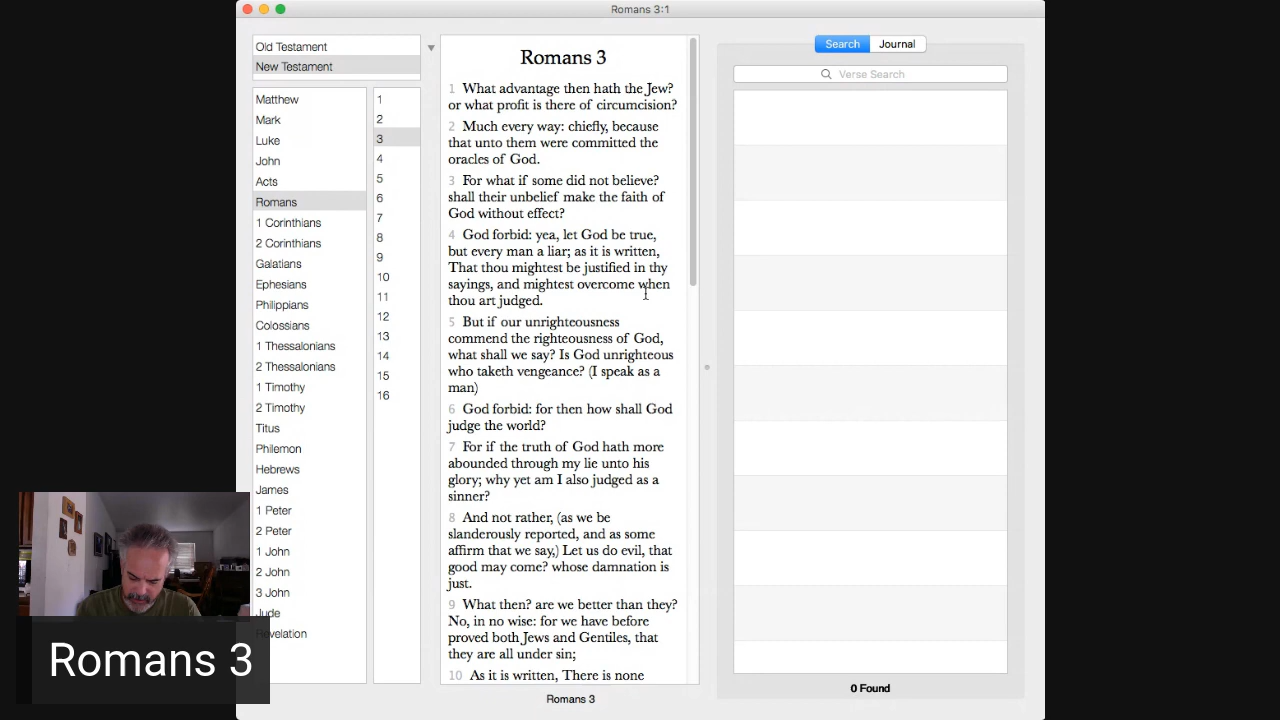 Romans 3:1
Old Testament
New Testament
Matthew
Mark
Luke
John
Acts
Romans
1 Corinthians
2 Corinthians
Galatians
Ephesians
Philippians
Colossians
1 Thessalonians
2 Thessalonians
1 Timothy
2 Timothy
Titus
Philemon
Hebrews
James
1 Peter
2 Peter
1 John
2 John
3 John
Jude
Revelation
1
2
3
4
5
6
7
8
9
10
11
12
13
14
15
16
Romans 3
1 What advantage then hath the Jew?
or what profit is there of circumcision?
2 Much every way: chiefly, because
that unto them were committed the
oracles of God.
3 For what if some did not believe?
shall their unbelief make the faith of
God without effect?
4 God forbid: yea, let God be true,
but every man a liar; as it is written,
That thou mightest be justified in thy
sayings, and mightest overcome when
thou art judged.
5 But if our unrighteousness
commend the righteousness of God,
what shall we say? Is God unrighteous
who taketh vengeance? (I speak as a
man)
6 God forbid: for then how shall God
judge the world?
7 For if the truth of God hath more
abounded through my lie unto his
glory; why yet am I also judged as a
sinner?
8 And not rather, (as we be
slanderously reported, and as some
affirm that we say,) Let us do evil, that
good may come? whose damnation is
just.
9 What then? are we better than they?
No, in no wise: for we have before
proved both Jews and Gentiles, that
they are all under sin;
10 As it is written, There is none
Romans 3
Search
Journal
Verse Search
0 Found
Romans 3